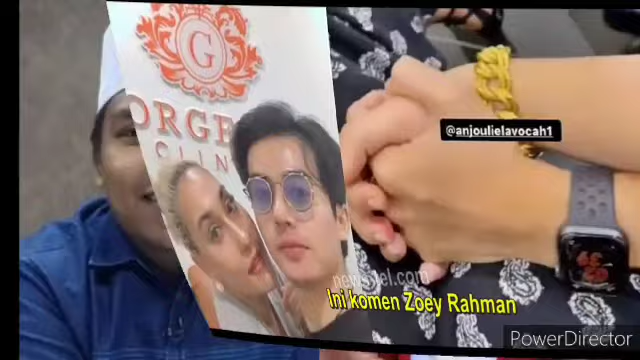 G
ORGE
CLIN
@anjoulielavocah1
Ini komen Zoey Rahman
PowerDirector